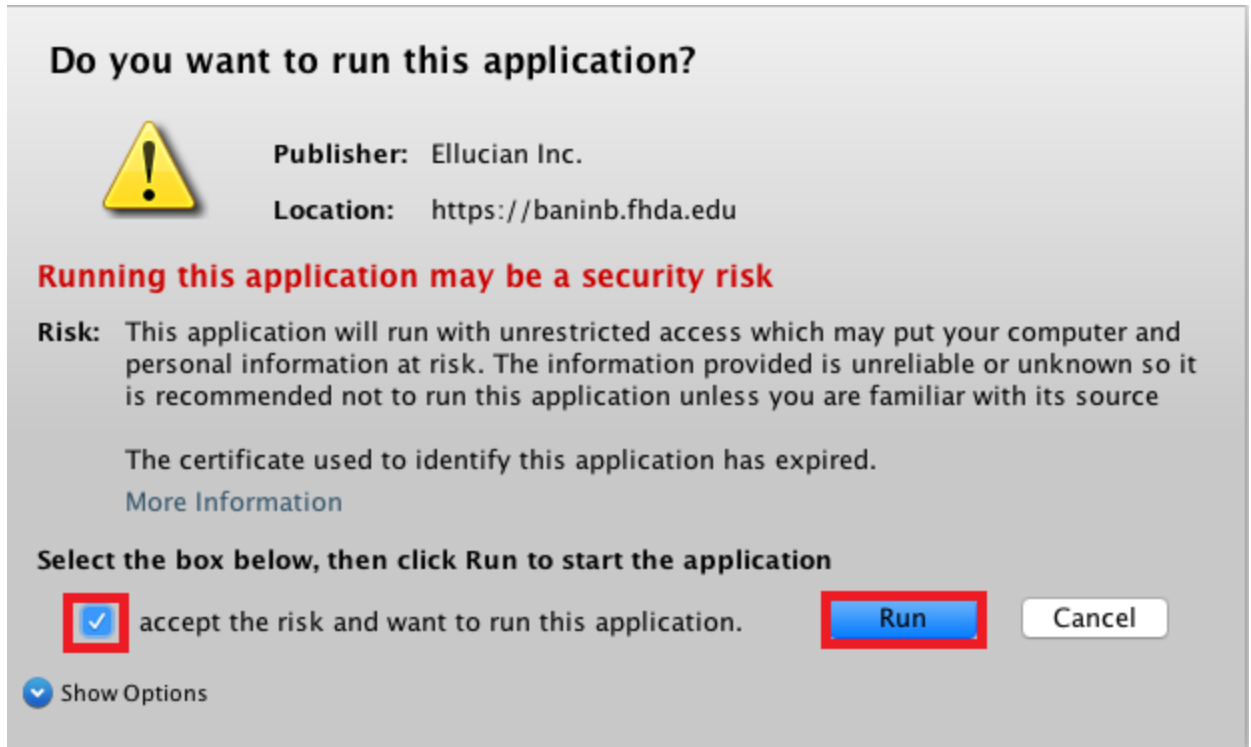 Do you want to run this application?
Publisher: Ellucian Inc.
Location: https://baninb.fhda.edu
Running this application may be a security risk
Risk: This application will run with unrestricted access which may put your computer and
personal information at risk. The information provided is unreliable or unknown so it
is recommended not to run this application unless you are familiar with its source
The certificate used to identify this application has expired.
More Information
Select the box below, then click Run to start the application
accept the risk and want to run this application.
Run
Cancel
Show Options